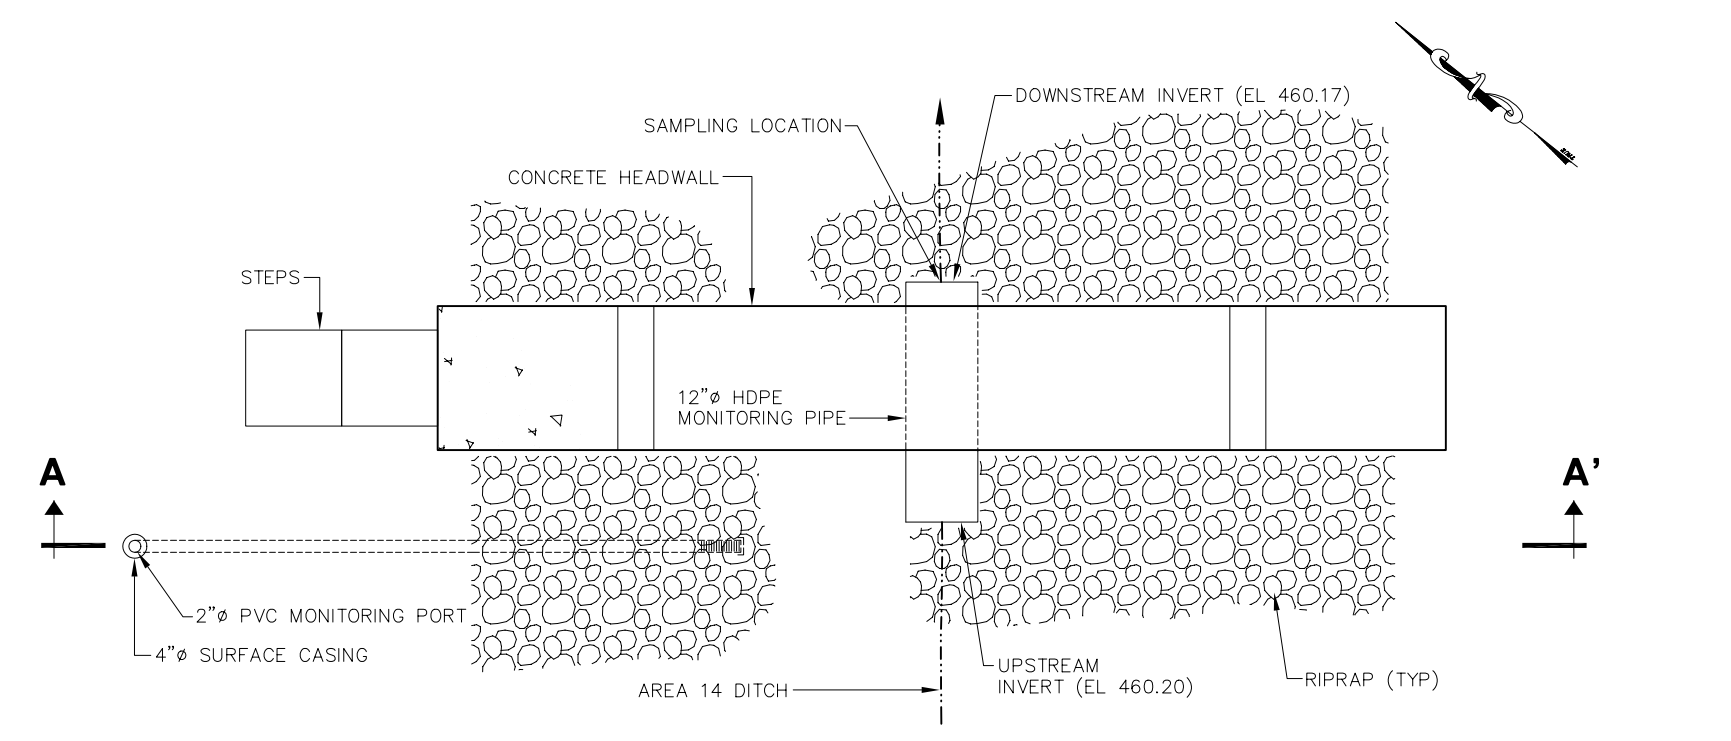 DOWNSTREAM INVERT (EL 460.17)
SAMPLING LOCATION
CONCRETE HEADWALL
STEPS
12”ø HDPE
MONITORING PIPE
A
A’
2”ø PVC MONITORING PORT
4”ø SURFACE CASING
UPSTREAM
INVERT (EL 460.20)
AREA 14 DITCH
RIPRAP (TYP)